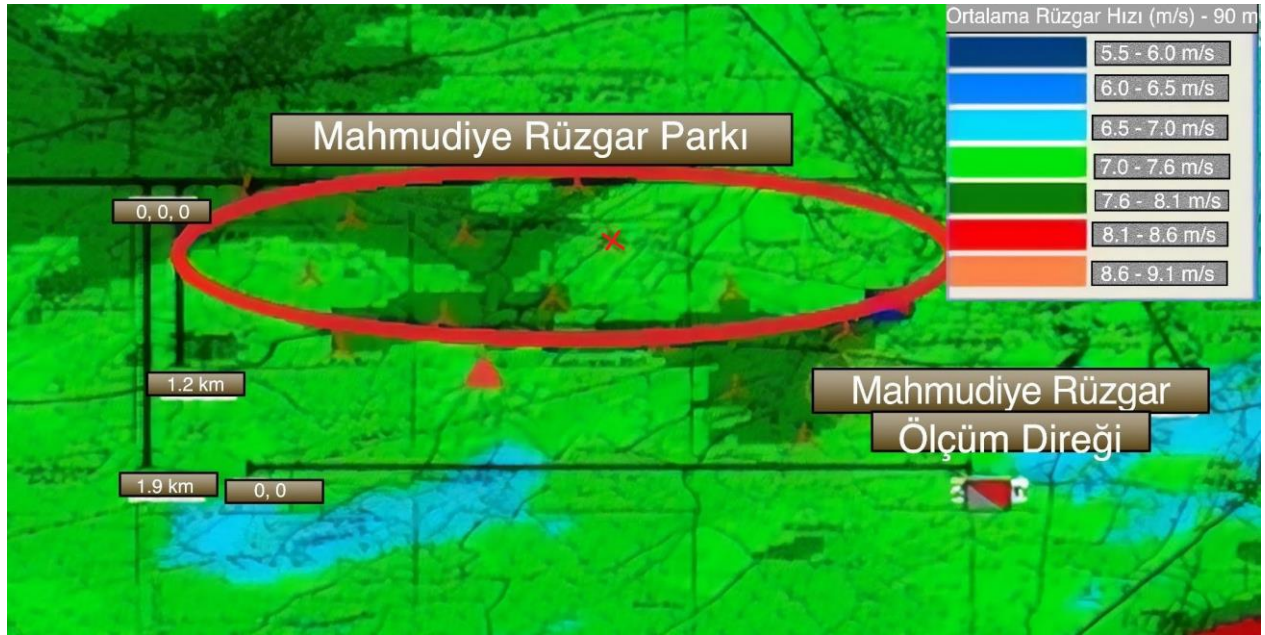 Ortalama Rüzgar Hızı (m/s) - 90 m
5.5 - 6.0 m/s
6.0 - 6.5 m/s
6.5 - 7.0 m/s
7.0 - 7.6 m/s
7.6 - 8.1 m/s
8.1 - 8.6 m/s
8.6 - 9.1 m/s
Mahmudiye Rüzgar Parkı
0, 0, 0
1.2 km
Mahmudiye Rüzgar
Ölçüm Direği
1.9 km
0, 0